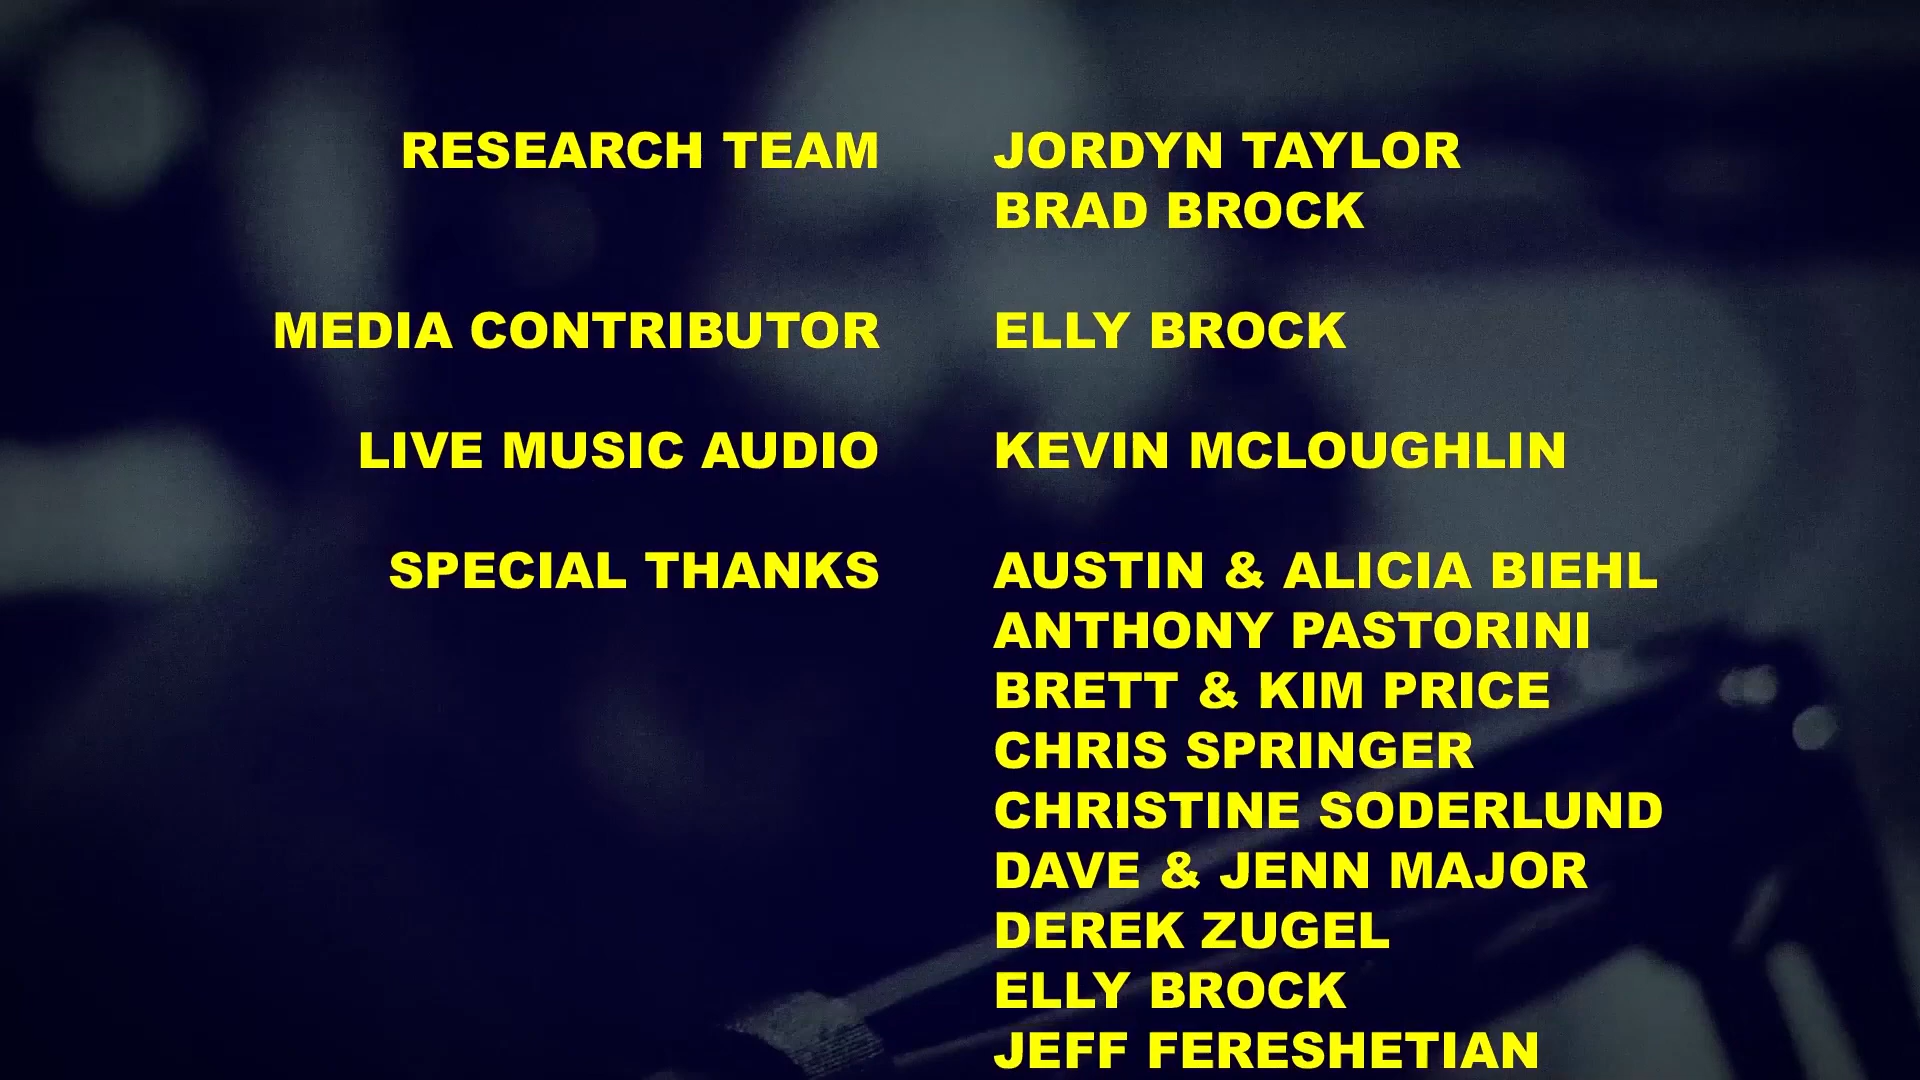 RESEARCH TEAM JORDYN TAYLOR
BRAD BROCK
MEDIA CONTRIBUTOR ELLY BROCK
LIVE MUSIC AUDIO KEVIN MCLOUGHLIN
SPECIAL THANKS AUSTIN & ALICIA BIEHL
ANTHONY PASTORINI
BRETT & KIM PRICE
CHRIS SPRINGER
CHRISTINE SODERLUND
DAVE & JENN MAJOR
DEREK ZUGEL
ELLY BROCK
JEFF FERESHETIAN